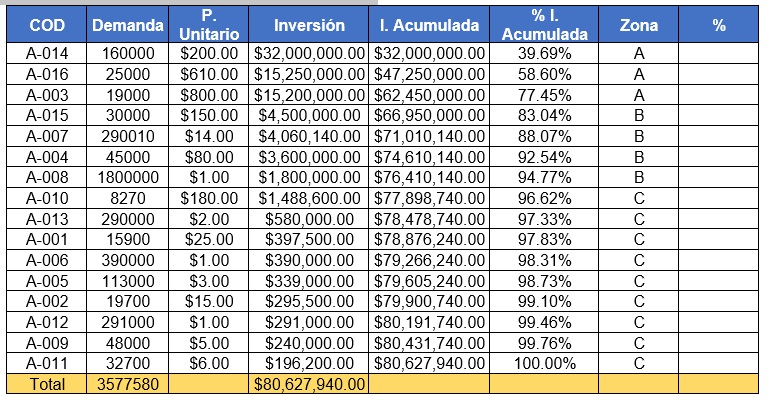 COD Demanda P. Unitario Inversión I. Acumulada % I. Acumulada Zona %
A-014 160000 $200.00 $32,000,000.00 $32,000,000.00 39.69% A
A-016 25000 $610.00 $15,250,000.00 $47,250,000.00 58.60% A
A-003 19000 $800.00 $15,200,000.00 $62,450,000.00 77.45% A
A-015 30000 $150.00 $4,500,000.00 $66,950,000.00 83.04% B
A-007 290010 $14.00 $4,060,140.00 $71,010,140.00 88.07% B
A-004 45000 $80.00 $3,600,000.00 $74,610,140.00 92.54% B
A-008 1800000 $1.00 $1,800,000.00 $76,410,140.00 94.77% B
A-010 8270 $180.00 $1,488,600.00 $77,898,740.00 96.62% C
A-013 290000 $2.00 $580,000.00 $78,478,740.00 97.33% C
A-001 15900 $25.00 $397,500.00 $78,876,240.00 97.83% C
A-006 390000 $1.00 $390,000.00 $79,266,240.00 98.31% C
A-005 113000 $3.00 $339,000.00 $79,605,240.00 98.73% C
A-002 19700 $15.00 $295,500.00 $79,900,740.00 99.10% C
A-012 291000 $1.00 $291,000.00 $80,191,740.00 99.46% C
A-009 48000 $5.00 $240,000.00 $80,431,740.00 99.76% C
A-011 32700 $6.00 $196,200.00 $80,627,940.00 100.00% C
Total 3577580 $80,627,940.00